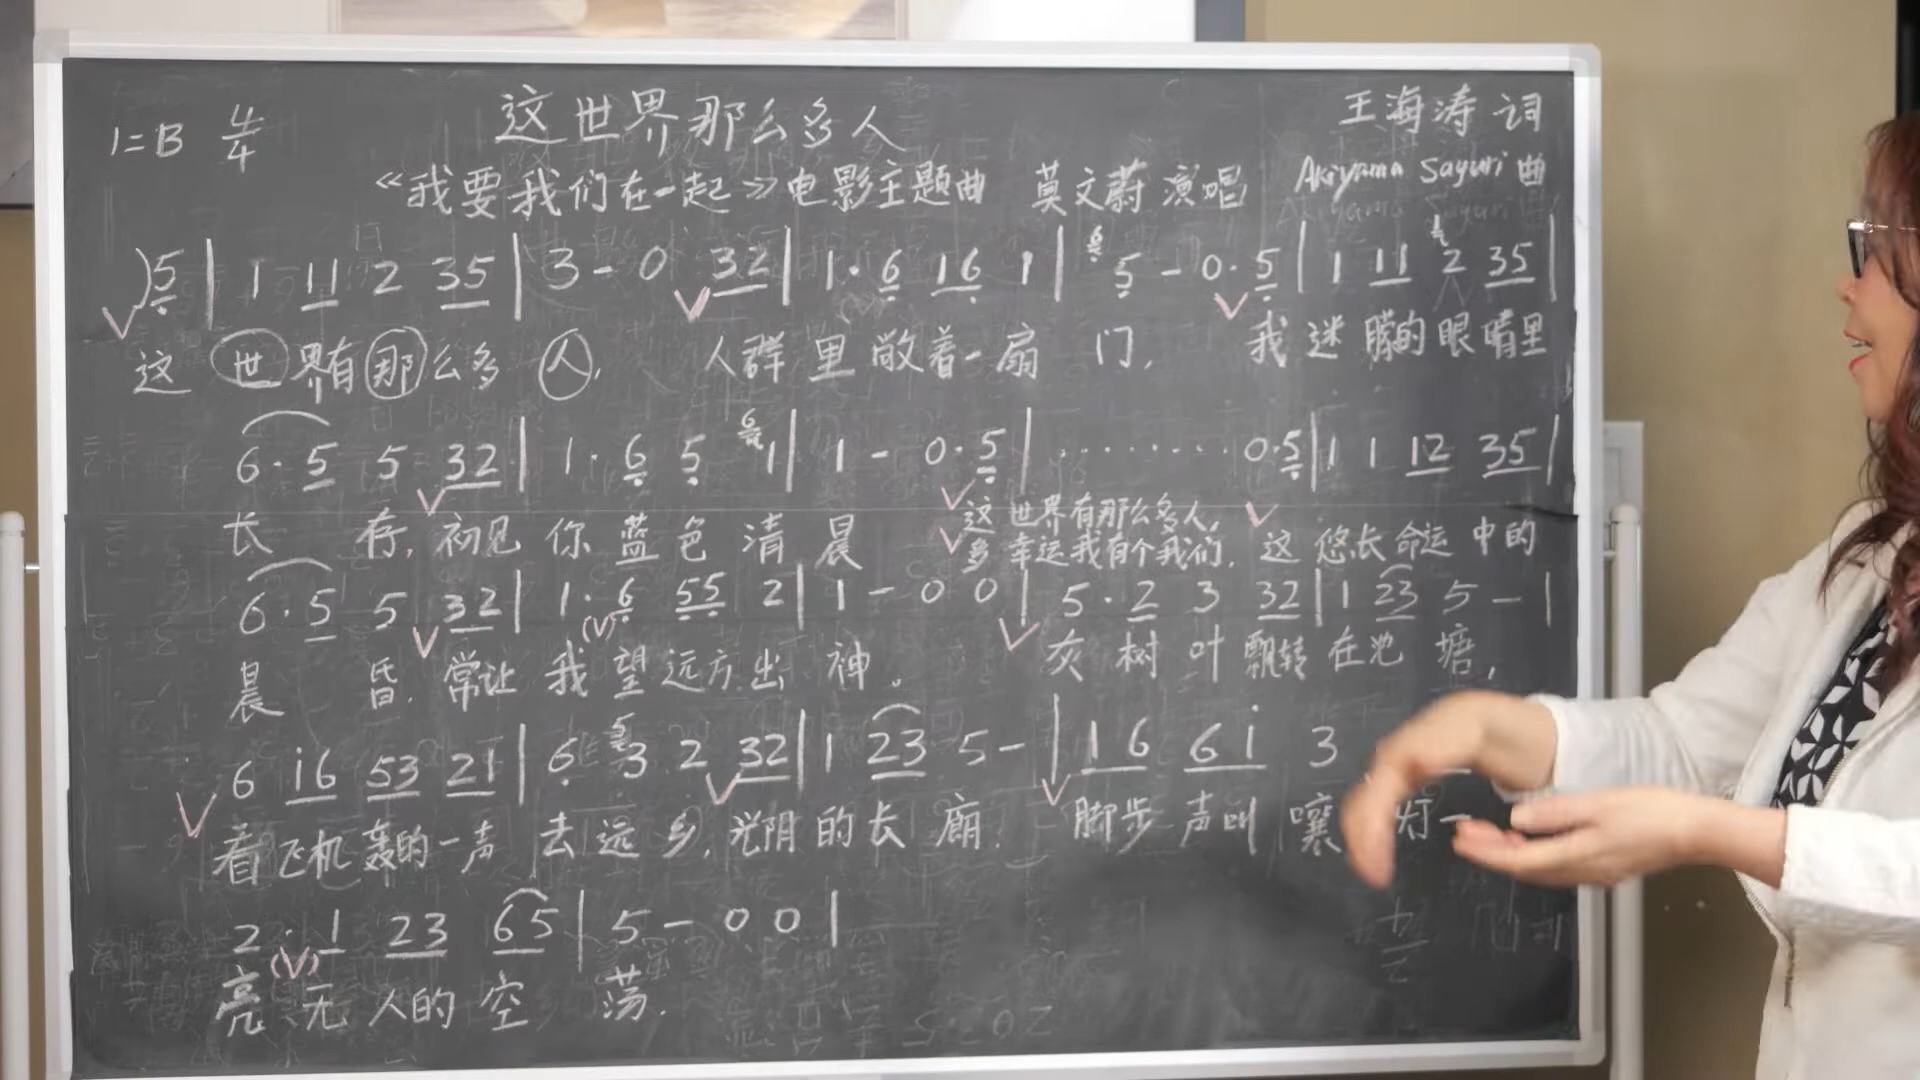 1=B 4/4 这世界那么多人 王海涛 词
《我要我们在一起》电影主题曲 莫文蔚 演唱 Akiyama Sayuri 曲
)5 | 1 11 2 35 | 3 - 0 32 | 1· 6 16 1 | 6 5 - 0· 5 | 1 11 2 35 |
这 世 界有 那 么多 人, 人群 里 敞着一扇 门, 我 迷 朦的 眼 睛里
6· 5 5 32 | 1· 6 5 6 1 | 1 - 0· 5 | ········ 0·5 | 1 1 12 35 |
长 存, 初见 你 蓝 色 清 晨 这 世界有那么多人, 这 悠长 命运 中的
多 幸运我有个我们,
6· 5 5 32 | 1· 6 55 2 | 1 - 0 0 | 5· 2 3 32 | 1 23 5 - |
晨 昏, 常让 我 望 远方 出 神。 灰 树 叶 飘转 在池 塘,
6 i6 53 21 | 6 5 3 2 32 | 1 23 5 - | 16 6i 3
看 飞机 轰的 一声 去 远 乡, 光阴 的长 廊, 脚步 声叫 嚷 灯一
2· 1 23 65 | 5 - 0 0 |
亮 无 人的 空 荡.